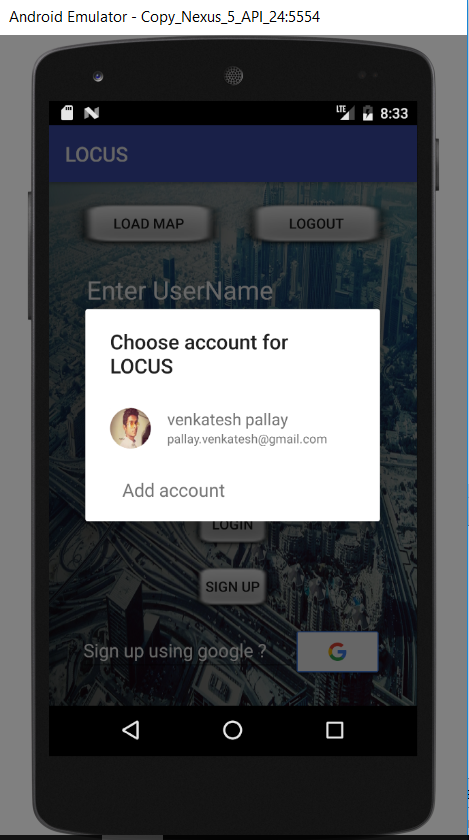 Android Emulator - Copy_Nexus_5_API_24:5554
LTE 8:33
LOCUS
LOAD MAP LOGOUT
Enter UserName
Choose account for
LOCUS
venkatesh pallay
pallay.venkatesh@gmail.com
Add account
LOGIN
SIGN UP
Sign up using google ? G